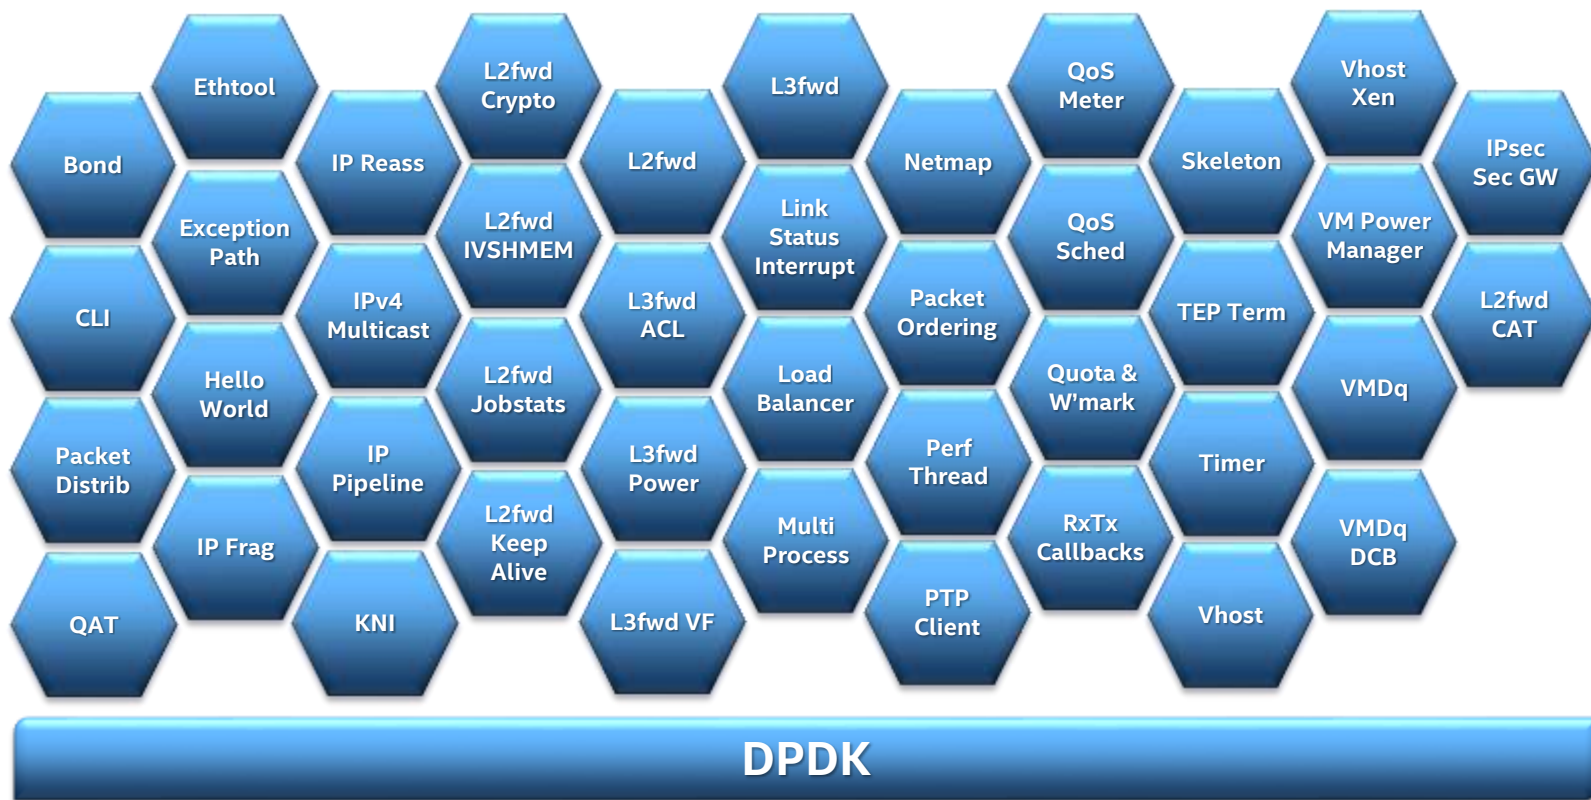 Bond
CLI
Packet
Distrib
QAT
Ethtool
Exception
Path
Hello
World
IP Frag
IP Reass
IPv4
Multicast
IP
Pipeline
KNI
L2fwd
Crypto
L2fwd
IVSHMEM
L2fwd
Jobstats
L2fwd
Keep
Alive
L2fwd
L3fwd
ACL
L3fwd
Power
L3fwd VF
L3fwd
Link
Status
Interrupt
Load
Balancer
Multi
Process
Netmap
Packet
Ordering
Perf
Thread
PTP
Client
QoS
Meter
QoS
Sched
Quota &
W'mark
RxTx
Callbacks
Skeleton
TEP Term
Timer
Vhost
Vhost
Xen
VM Power
Manager
VMDq
VMDq
DCB
IPsec
Sec GW
L2fwd
CAT
DPDK